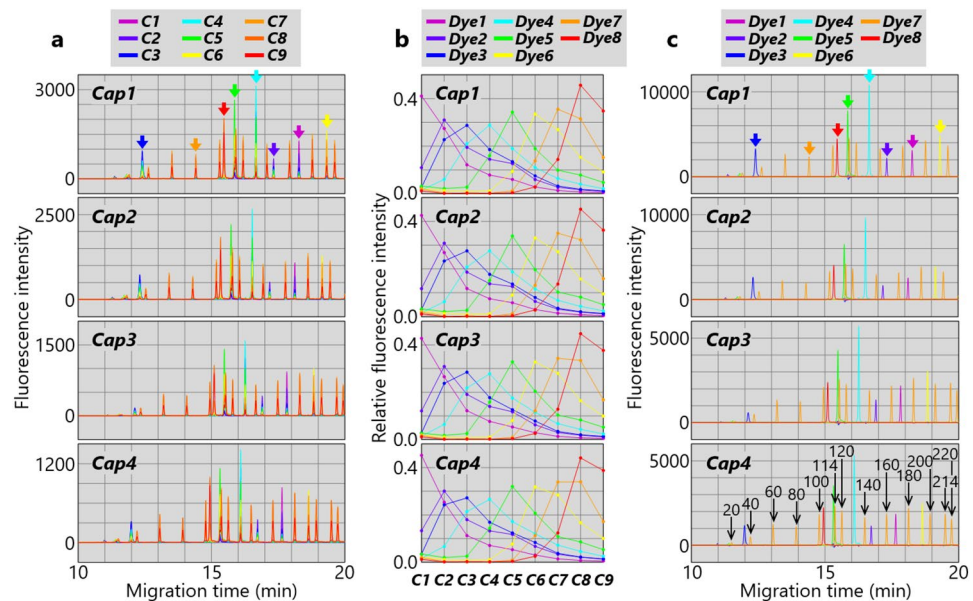 a
C1 C4 C7
C2 C5 C8
C3 C6 C9
Fluorescence intensity
Cap1
3000
0
Cap2
2500
0
Cap3
1500
0
Cap4
1200
0
10 15 20
Migration time (min)
b
Dye1 Dye4 Dye7
Dye2 Dye5 Dye8
Dye3 Dye6
Relative fluorescence intensity
Cap1
0.4
0.0
Cap2
0.4
0.0
Cap3
0.4
0.0
Cap4
0.4
0.0
C1 C2 C3 C4 C5 C6 C7 C8 C9
c
Dye1 Dye4 Dye7
Dye2 Dye5 Dye8
Dye3 Dye6
Fluorescence intensity
Cap1
10000
0
Cap2
10000
0
Cap3
5000
0
Cap4
5000
0
20 40 60 80 100 114 120 140 160 180 200 214 220
10 15 20
Migration time (min)